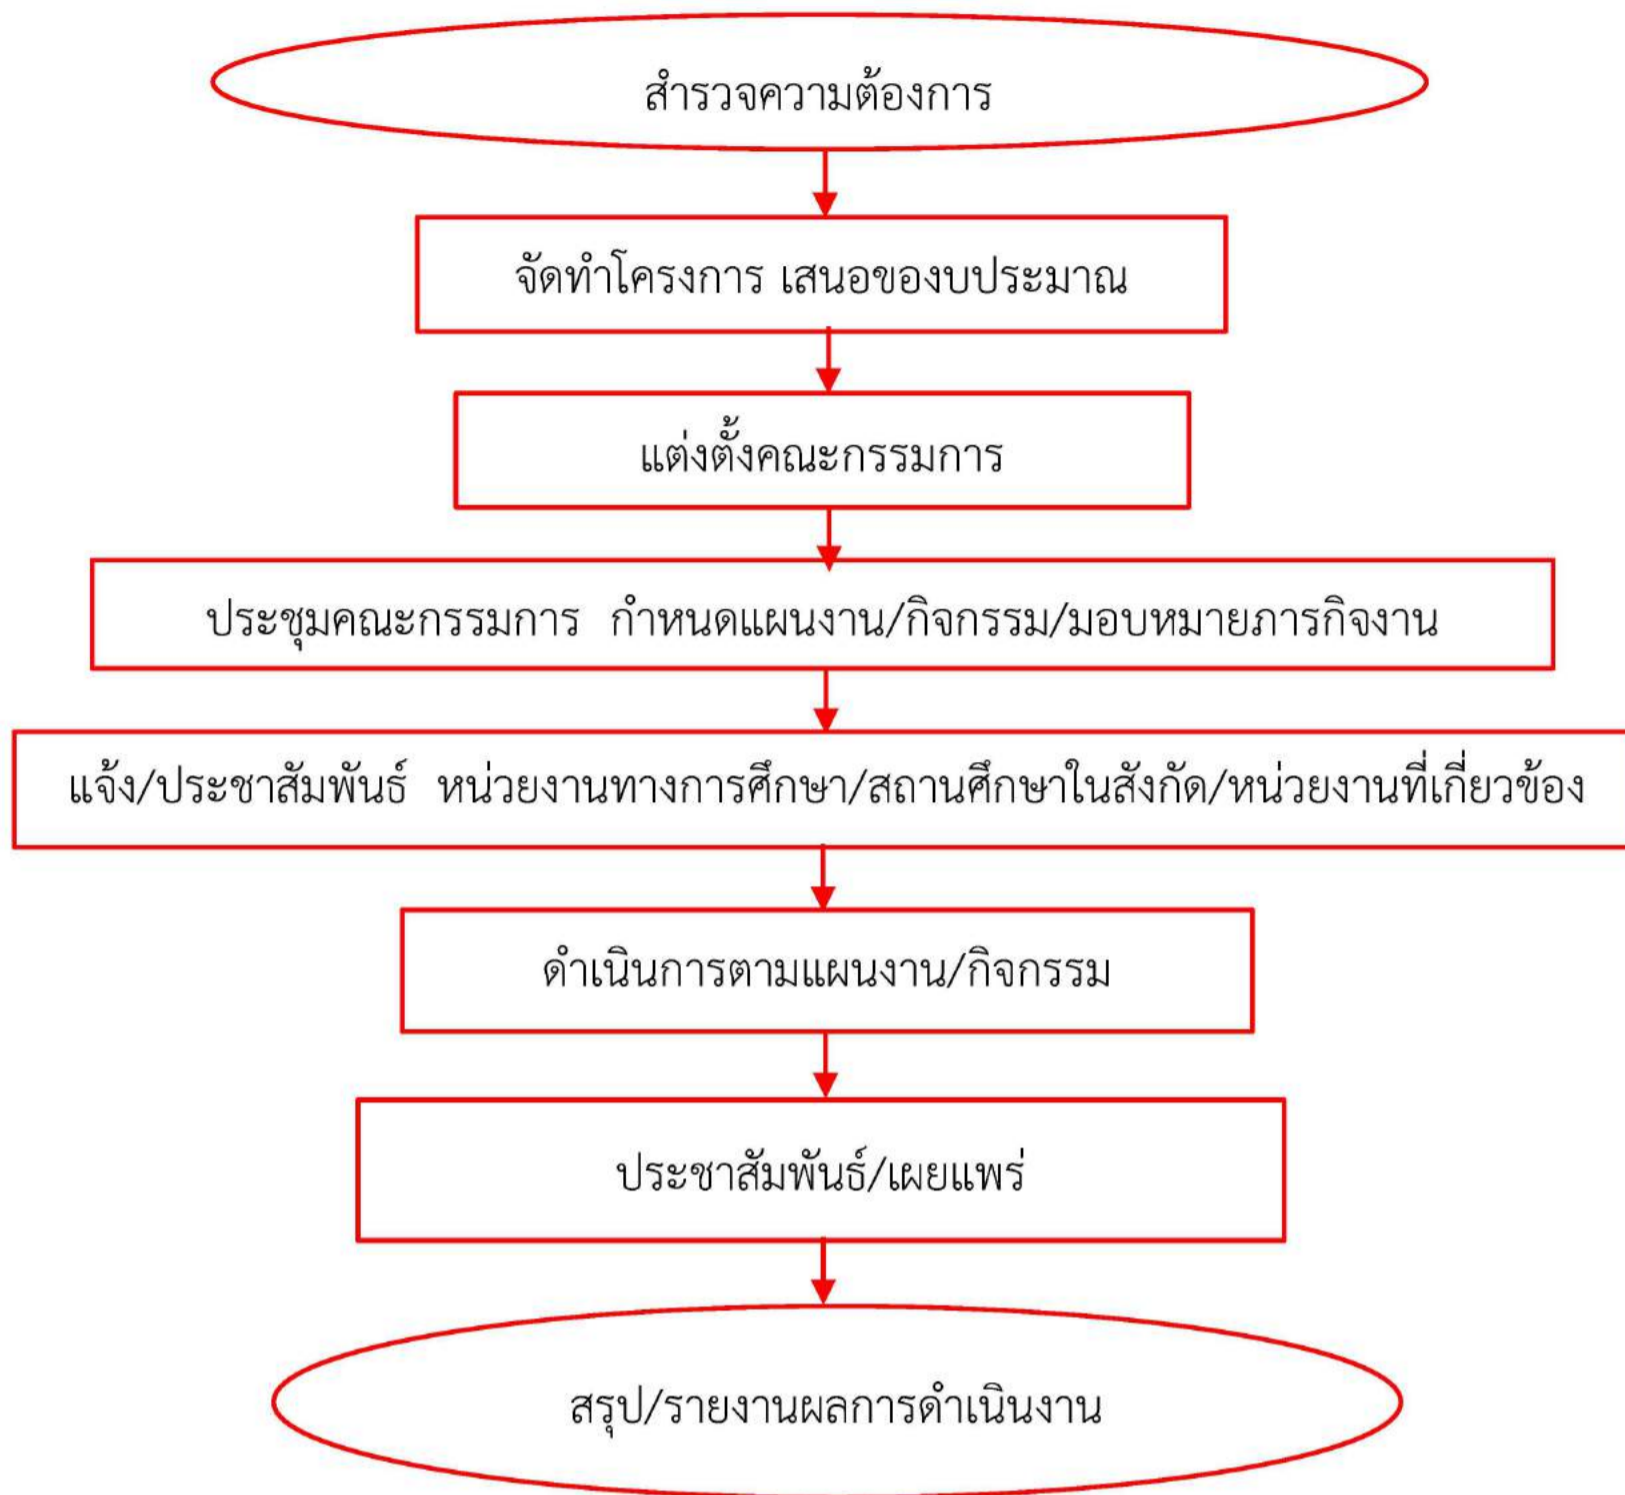 สำรวจความต้องการ
จัดทำโครงการ เสนอของบประมาณ
แต่งตั้งคณะกรรมการ
ประชุมคณะกรรมการ  กำหนดแผนงาน/กิจกรรม/มอบหมายภารกิจงาน
แจ้ง/ประชาสัมพันธ์  หน่วยงานทางการศึกษา/สถานศึกษาในสังกัด/หน่วยงานที่เกี่ยวข้อง
ดำเนินการตามแผนงาน/กิจกรรม
ประชาสัมพันธ์/เผยแพร่
สรุป/รายงานผลการดำเนินงาน